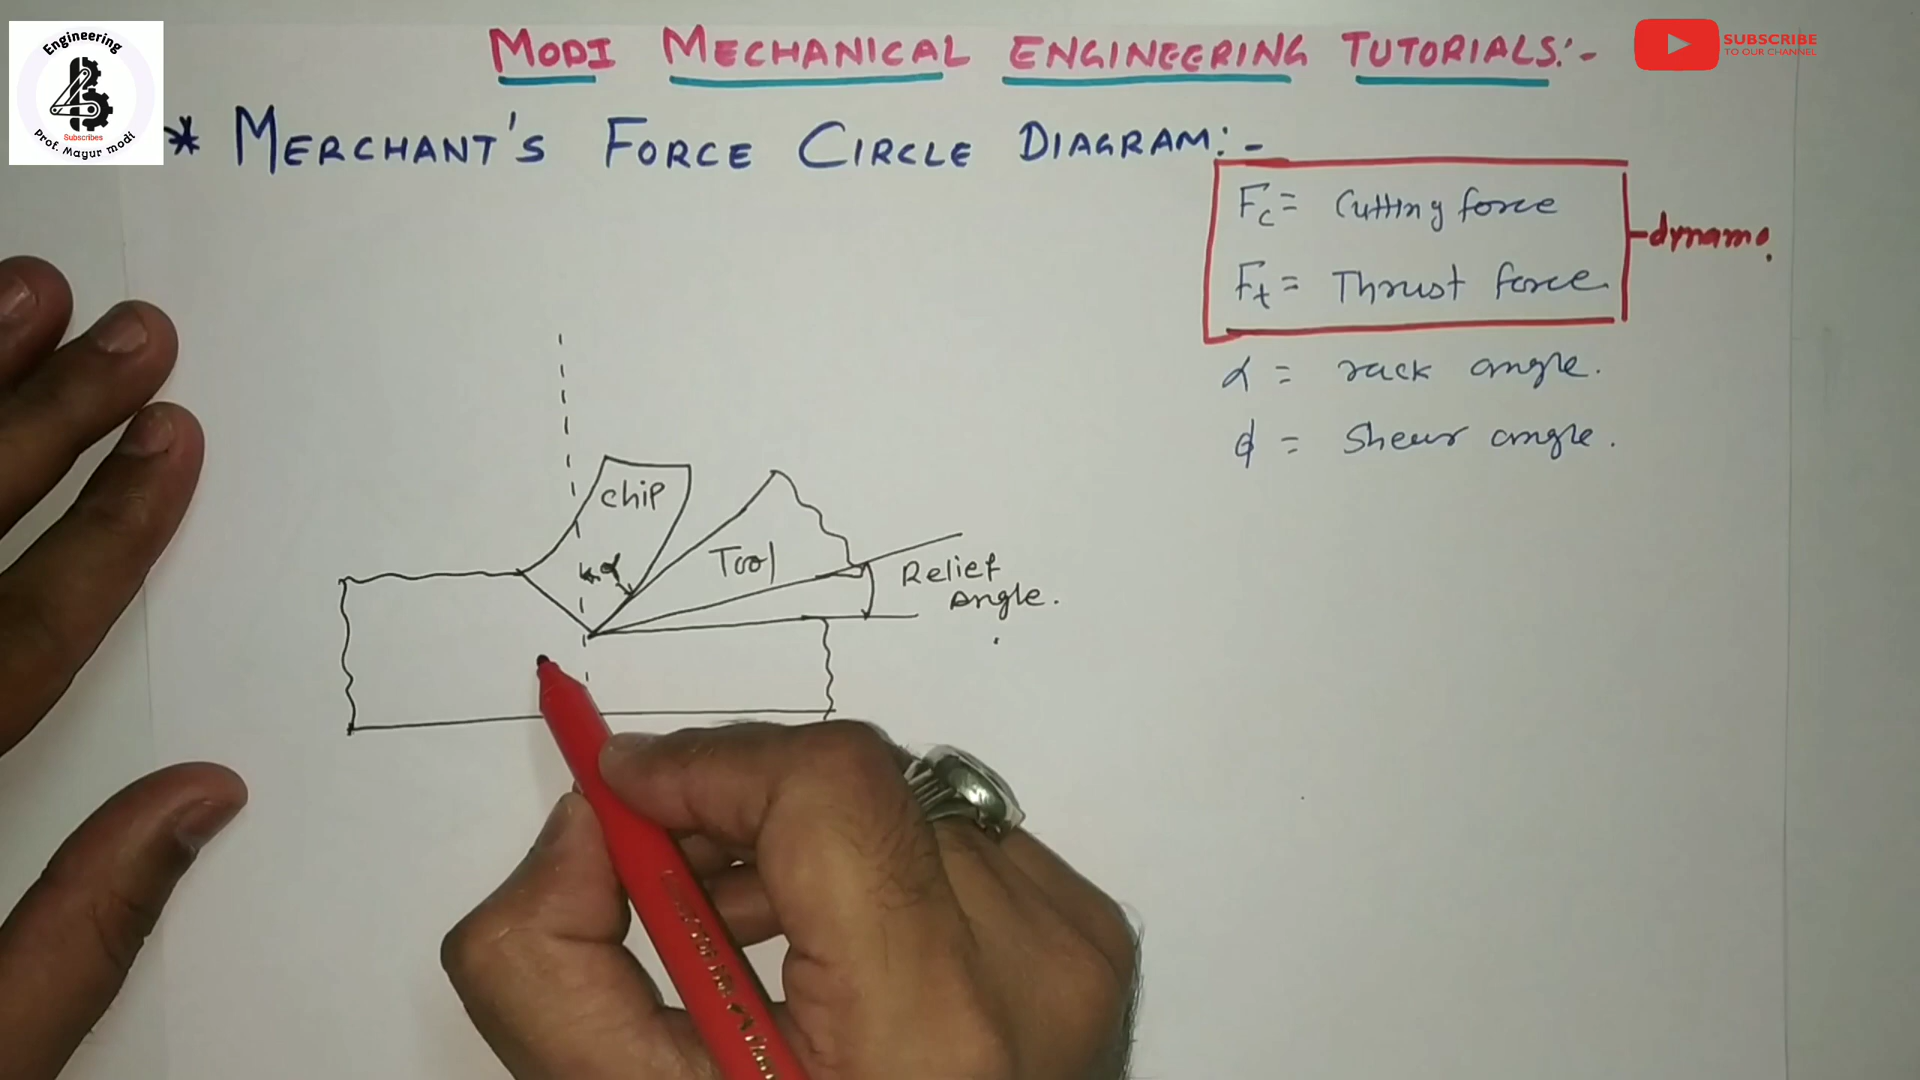 MODI MECHANICAL ENGINEERING TUTORIALS:-
SUBSCRIBE
TO OUR CHANNEL
Engineering
Subscribes
Prof. Mayur modi
* MERCHANT'S FORCE CIRCLE DIAGRAM:-
Fc = Cutting force
dynamo.
Ft = Thrust force.
α = rack angle.
ϕ = Shear angle.
chip
α
Tool
Relief
Angle.